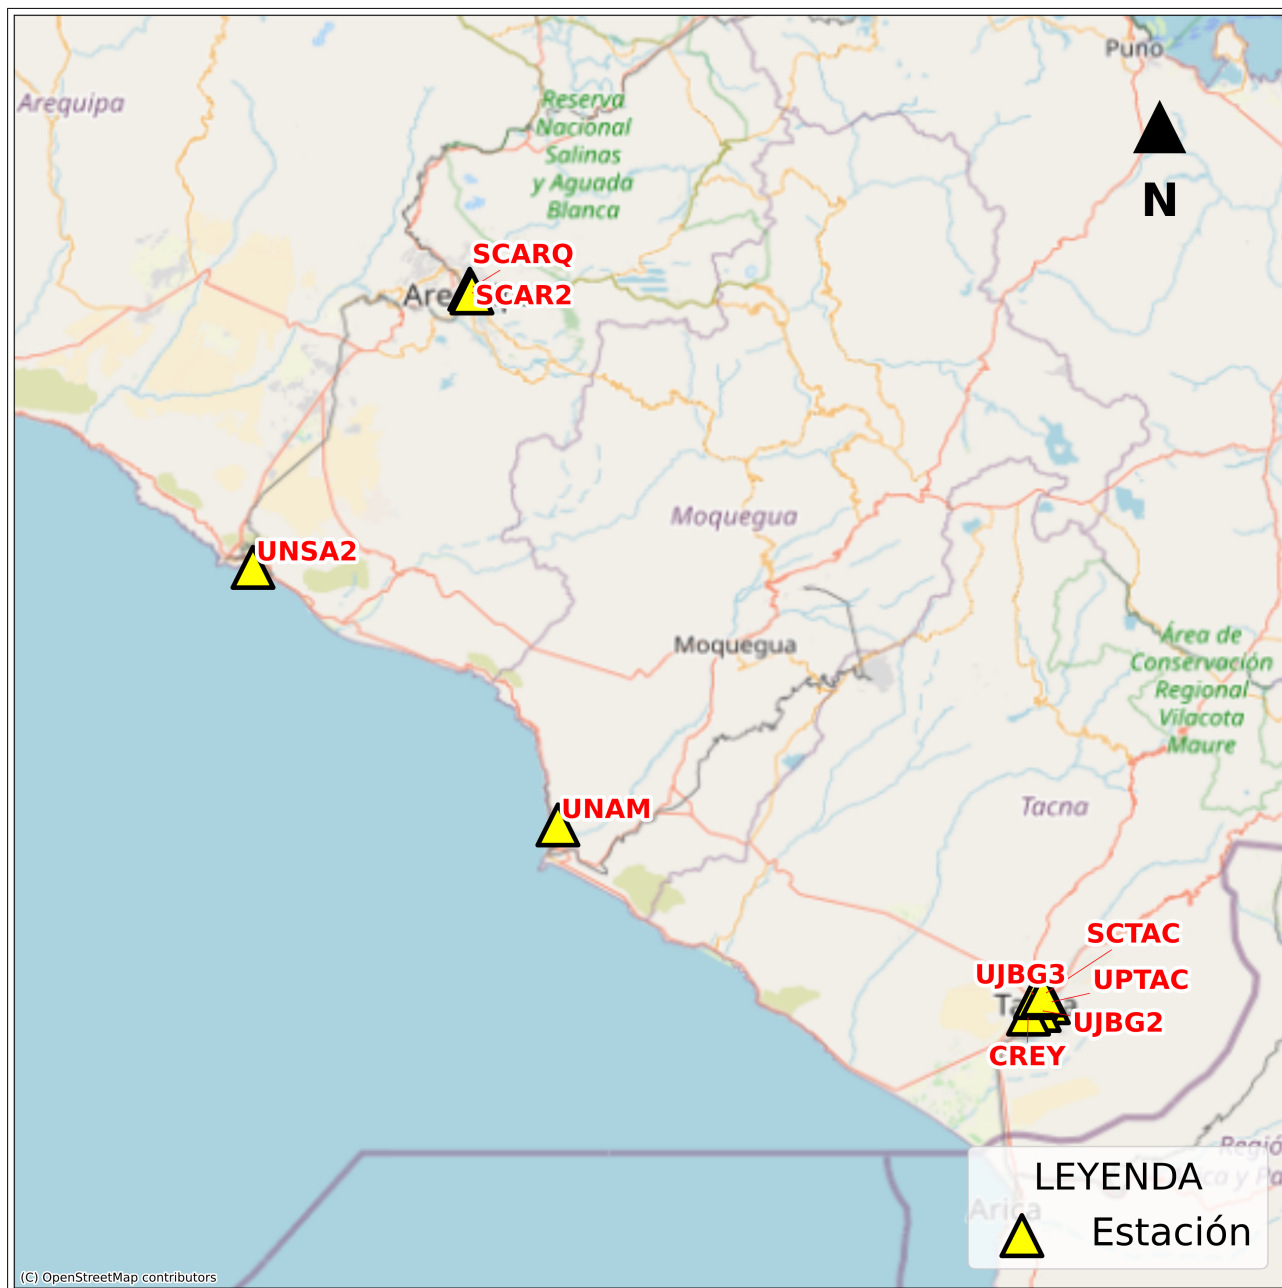 Puno
Arequipa
Reserva
Nacional
Salinas
y Aguada
Blanca
N
SCARQ
SCAR2
Moquegua
UNSA2
Moquegua
Área de
Conservación
Regional
Vilacota
Maure
UNAM
Tacna
SCTAC
UJBG3
UPTAC
UJBG2
CREY
LEYENDA
Arica
Estación
(C) OpenStreetMap contributors